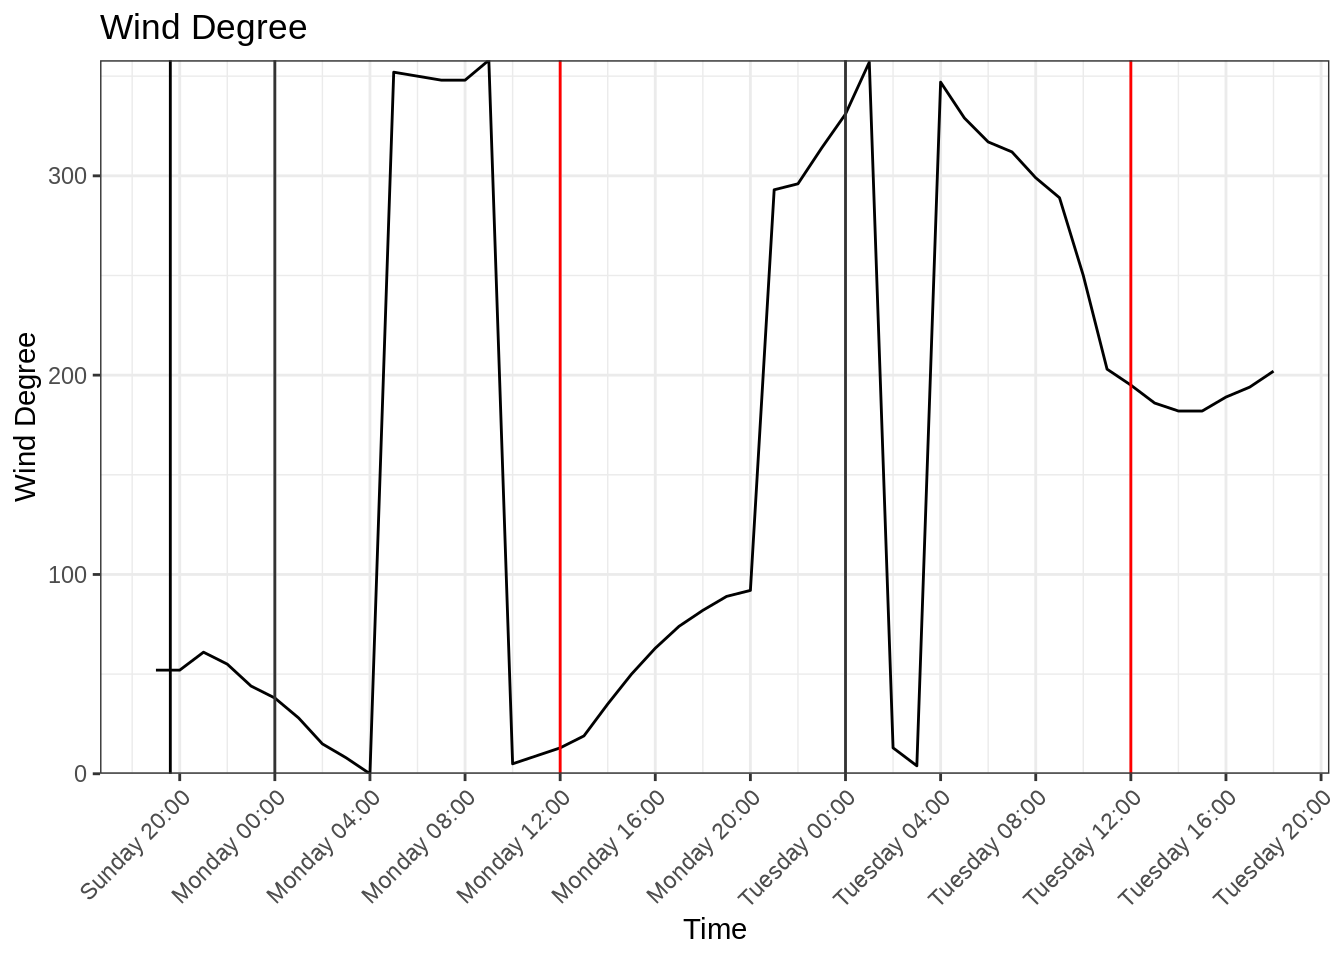 Wind Degree
Wind Degree
300
200
100
0
Sunday 20:00
Monday 00:00
Monday 04:00
Monday 08:00
Monday 12:00
Monday 16:00
Monday 20:00
Tuesday 00:00
Tuesday 04:00
Tuesday 08:00
Tuesday 12:00
Tuesday 16:00
Tuesday 20:00
Time